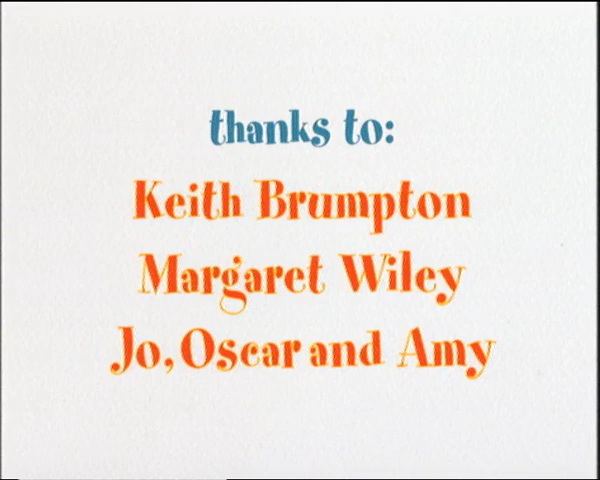 thanks to:
Keith Brumpton
Margaret Wiley
Jo, Oscar and Amy